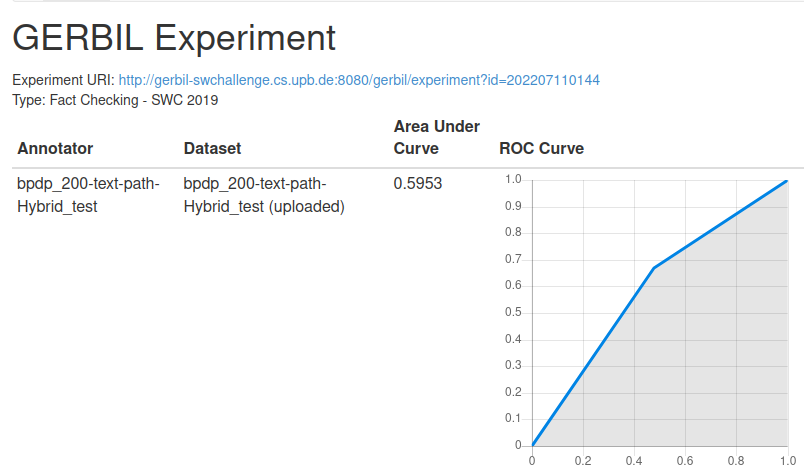 GERBIL Experiment
Experiment URI: http://gerbil-swchallenge.cs.upb.de:8080/gerbil/experiment?id=202207110144
Type: Fact Checking - SWC 2019
Annotator Dataset Area Under Curve ROC Curve
bpdp_200-text-path- bpdp_200-text-path- 0.5953
Hybrid_test Hybrid_test (uploaded)
1.0
0.9
0.8
0.7
0.6
0.5
0.4
0.3
0.2
0.1
0
0 0.2 0.4 0.6 0.8 1.0